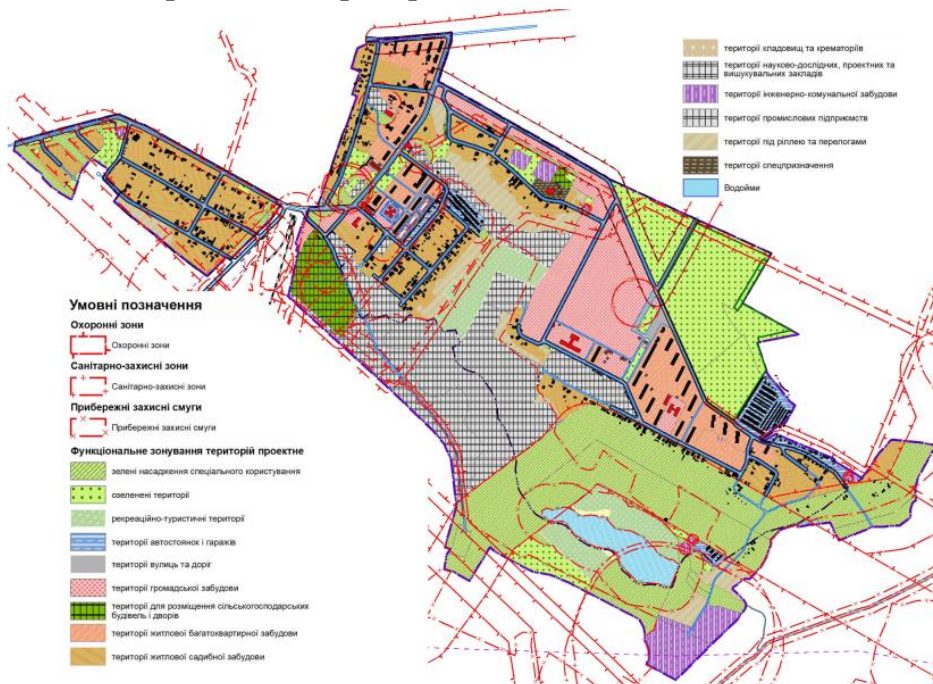 території кладовищ та крематоріїв
території науково-дослідних, проектних та
вишукувальних закладів
території інженерно-комунальної забудови
території промислових підприємств
території під ріллею та перелогами
території спецпризначення
Водойми
Умовні позначення
Охоронні зони
Охоронні зони
Санітарно-захисні зони
Санітарно-захисні зони
Прибережні захисні смуги
Прибережні захисні смуги
Функціональне зонування територій проектне
зелені насадження спеціального користування
озеленені території
рекреаційно-туристичні території
території автостоянок і гаражів
території вулиць та доріг
території громадської забудови
території для розміщення сільськогосподарських
будівель і дворів
території житлової багатоквартирної забудови
території житлової садибної забудови